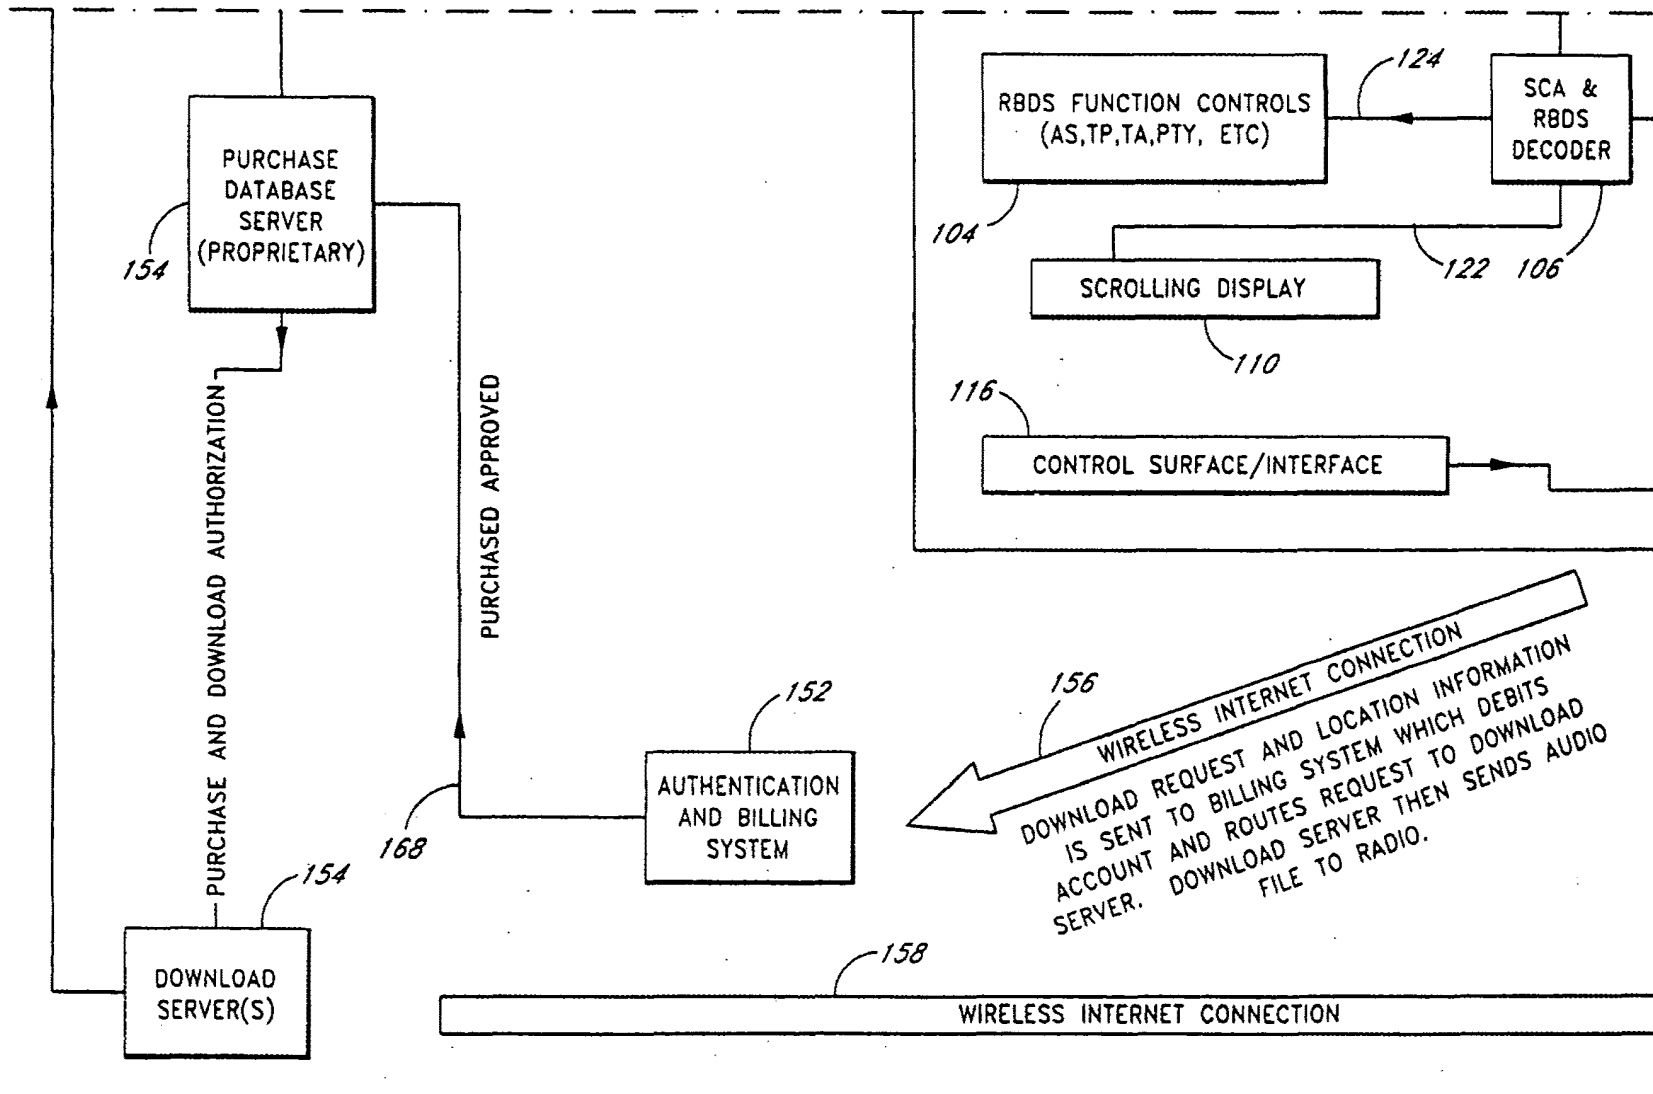 124
RBDS FUNCTION CONTROLS
(AS,TP,TA,PTY, ETC)
SCA &
RBDS
DECODER
PURCHASE
DATABASE
SERVER
(PROPRIETARY)
154
104
122
106
SCROLLING DISPLAY
110
116
CONTROL SURFACE/INTERFACE
PURCHASE AND DOWNLOAD AUTHORIZATION
PURCHASED APPROVED
156
WIRELESS INTERNET CONNECTION
DOWNLOAD REQUEST AND LOCATION INFORMATION
IS SENT TO BILLING SYSTEM WHICH DEBITS
ACCOUNT AND ROUTES REQUEST TO DOWNLOAD
SERVER. DOWNLOAD SERVER THEN SENDS AUDIO
FILE TO RADIO.
152
AUTHENTICATION
AND BILLING
SYSTEM
168
154
DOWNLOAD
SERVER(S)
158
WIRELESS INTERNET CONNECTION